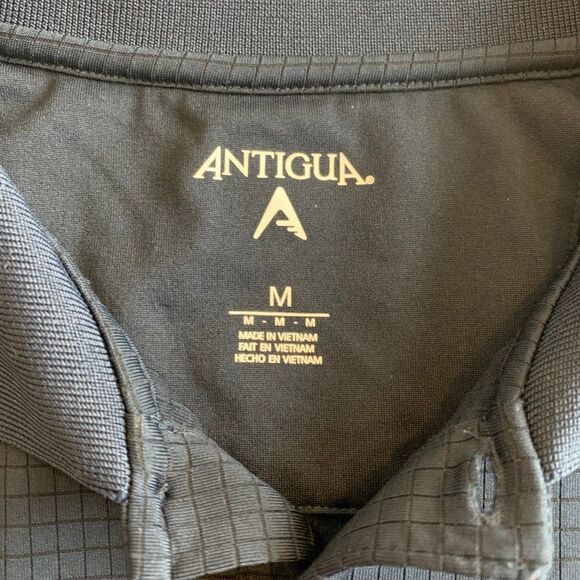 ANTIGUA®
M
M - M - M
MADE IN VIETNAM
FAIT EN VIETNAM
HECHO EN VIETNAM